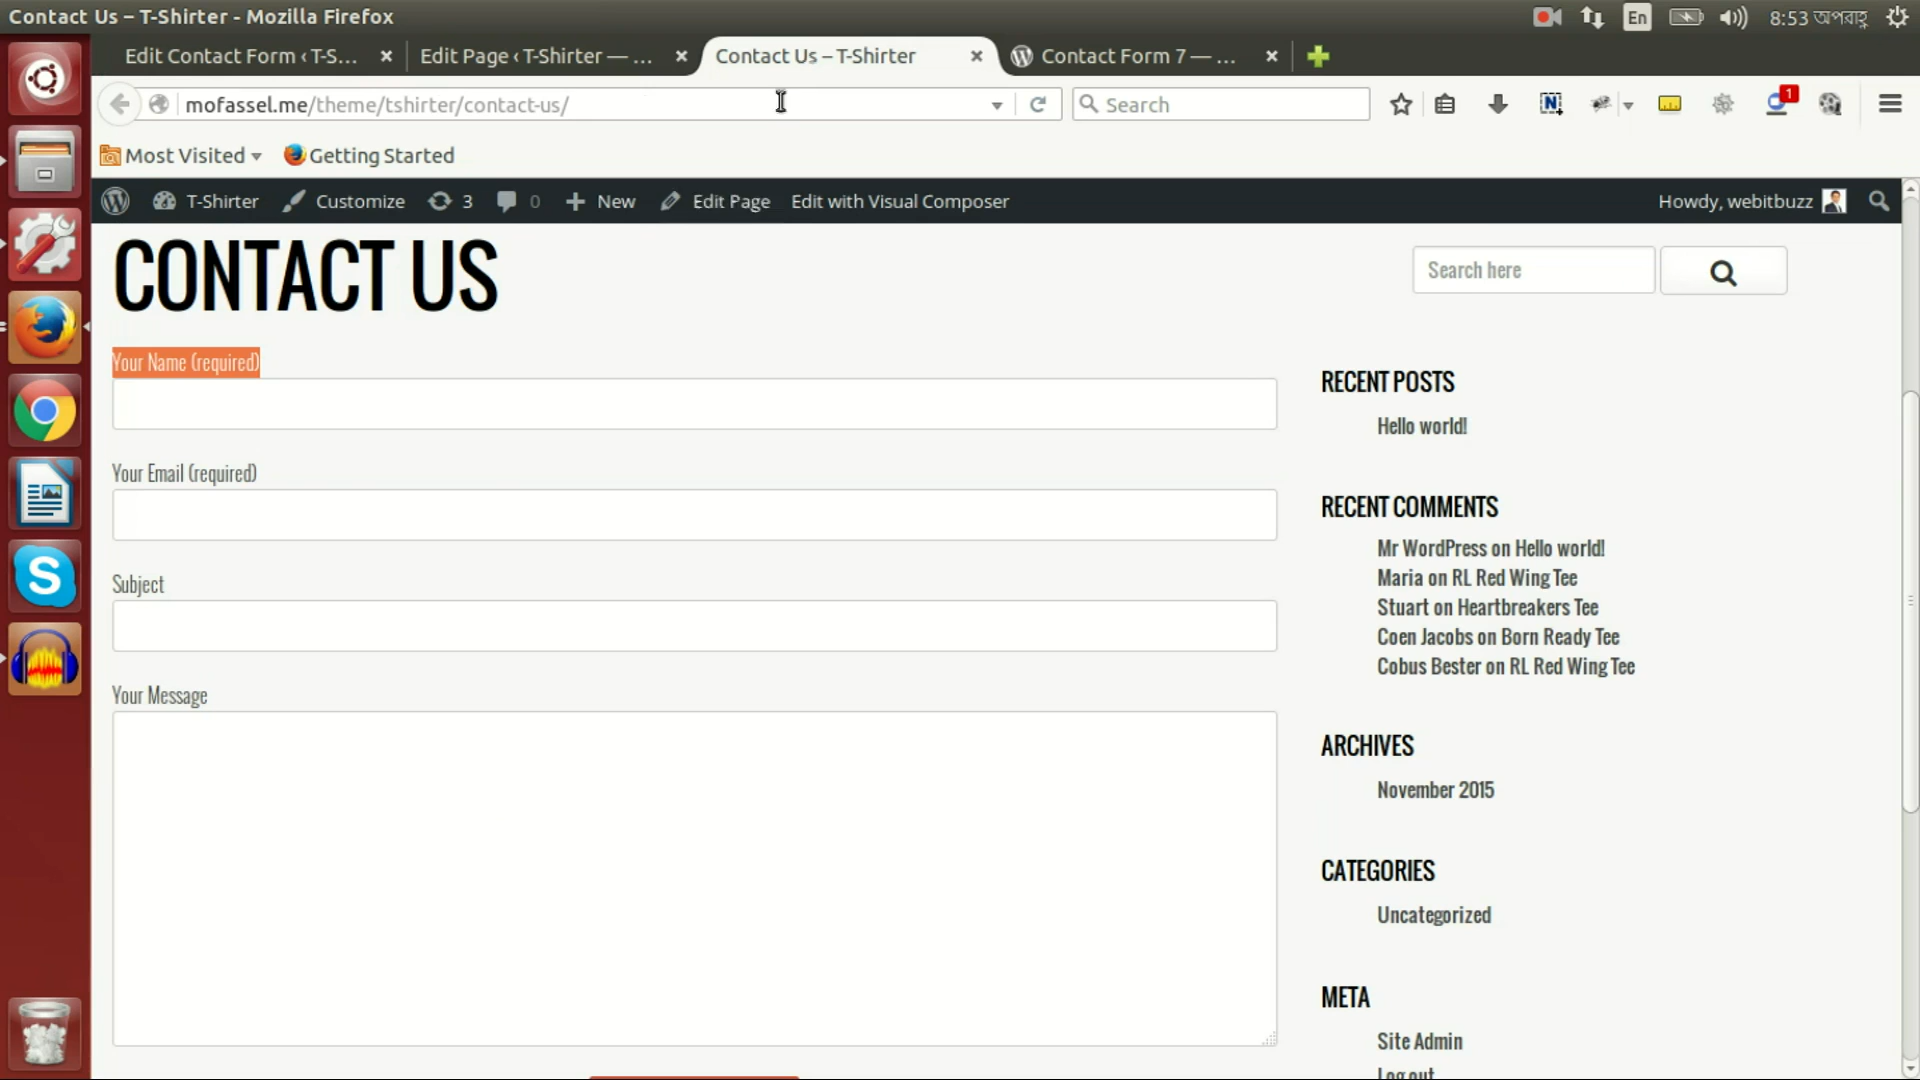 Contact Us – T-Shirter - Mozilla Firefox
En
8:53 অপরাহ্ণ
Edit Contact Form ‹ T-S...
Edit Page ‹ T-Shirter — ...
Contact Us – T-Shirter
Contact Form 7 — ...
mofassel.me/theme/tshirter/contact-us/
Search
N
1
Most Visited
Getting Started
T-Shirter
Customize
3
0
New
Edit Page
Edit with Visual Composer
Howdy, webitbuzz
CONTACT US
Search here
Your Name (required)
Your Email (required)
Subject
Your Message
RECENT POSTS
Hello world!
RECENT COMMENTS
Mr WordPress on Hello world!
Maria on RL Red Wing Tee
Stuart on Heartbreakers Tee
Coen Jacobs on Born Ready Tee
Cobus Bester on RL Red Wing Tee
ARCHIVES
November 2015
CATEGORIES
Uncategorized
META
Site Admin
Log out